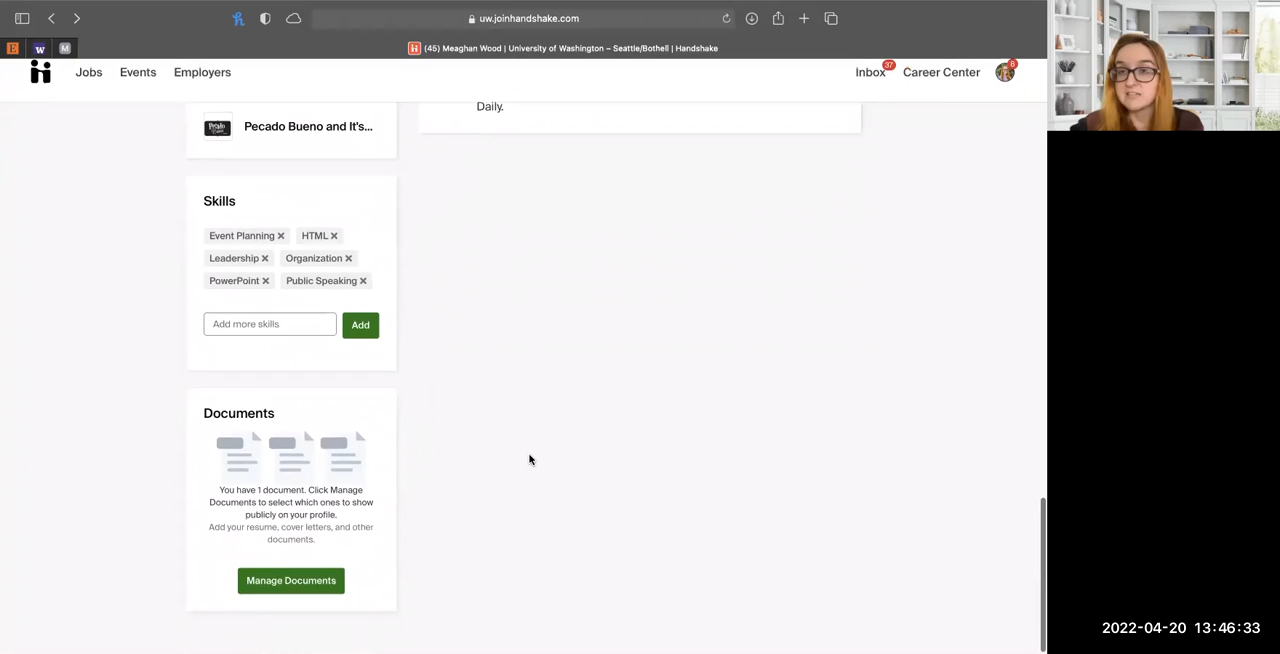 uw.joinhandshake.com
E
W
M
(45) Meaghan Wood | University of Washington – Seattle/Bothell | Handshake
Jobs Events Employers
Inbox 37 Career Center 8
Daily.
Pecado Bueno and It's...
Skills
Event Planning ✕ HTML ✕
Leadership ✕ Organization ✕
PowerPoint ✕ Public Speaking ✕
Add more skills Add
Documents
You have 1 document. Click Manage
Documents to select which ones to show
publicly on your profile.
Add your resume, cover letters, and other
documents.
Manage Documents
2022-04-20 13:46:33